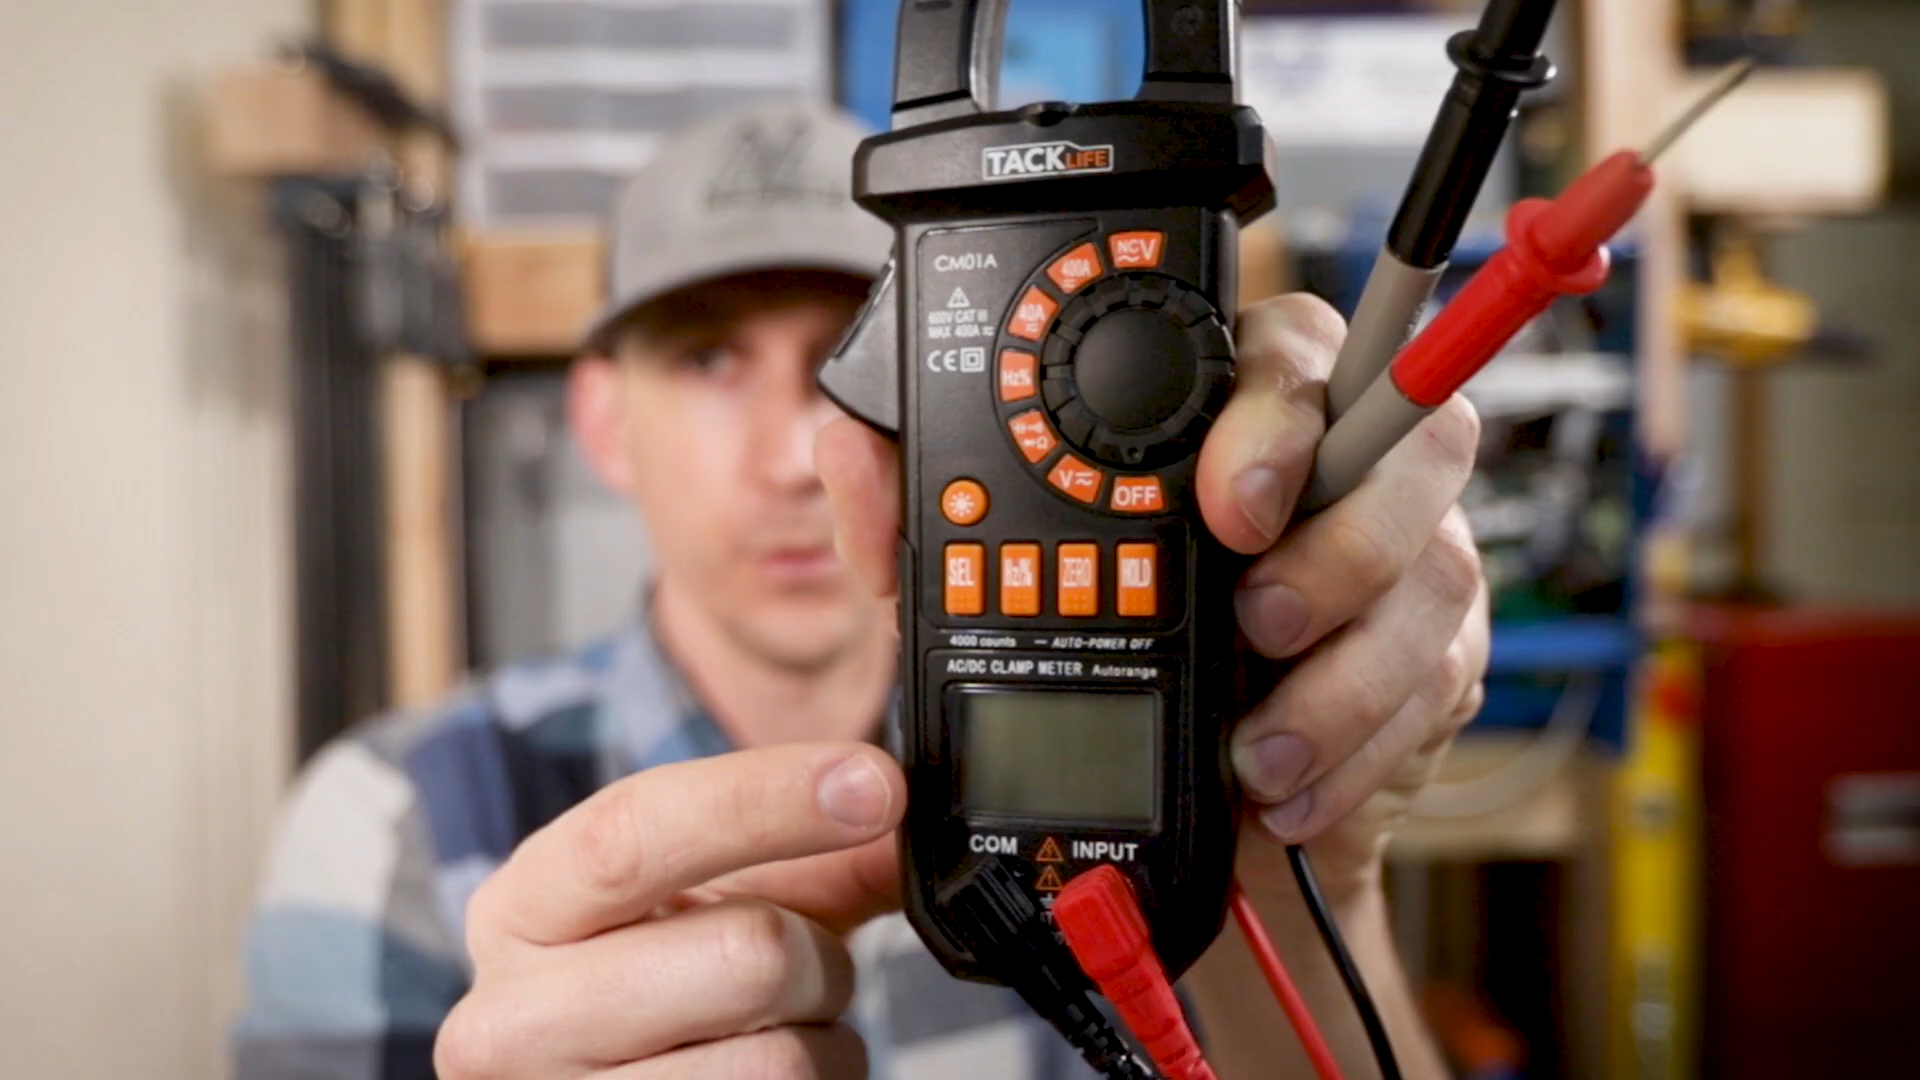 TACKLIFE
CM01A
NCV
400A
40A
Hz%
Ω
V
OFF
600V CAT III
MAX 400A
CE
SEL
Hz/%
ZERO
HOLD
4000 counts — AUTO-POWER OFF
AC/DC CLAMP METER Autorange
COM INPUT